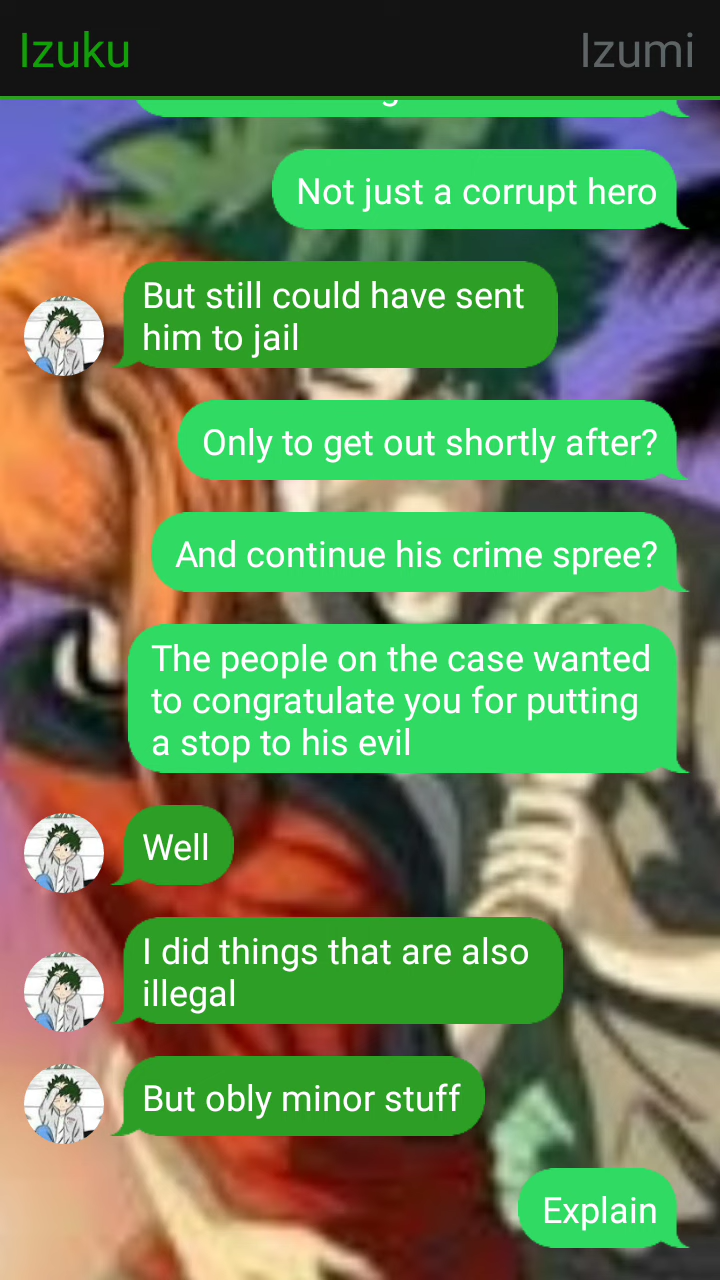 Izuku
Izumi
Not just a corrupt hero
But still could have sent
him to jail
Only to get out shortly after?
And continue his crime spree?
The people on the case wanted
to congratulate you for putting
a stop to his evil
Well
I did things that are also
illegal
But obly minor stuff
Explain